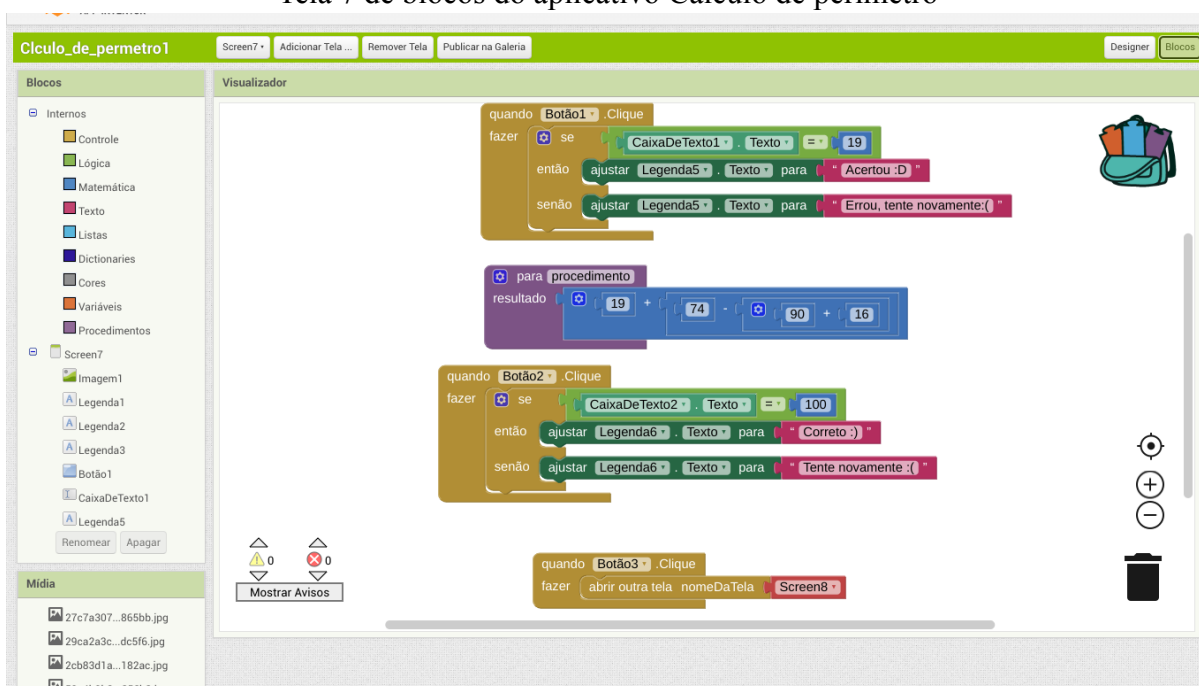 Tela 7 de blocos do aplicativo Cálculo de perímetro
Clculo_de_permetro1
Screen7
Adicionar Tela ...
Remover Tela
Publicar na Galeria
Designer
Blocos
Blocos
Visualizador
Internos
Controle
Lógica
Matemática
Texto
Listas
Dictionaries
Cores
Variáveis
Procedimentos
Screen7
Imagem1
Legenda1
Legenda2
Legenda3
Botão1
CaixaDeTexto1
Legenda5
Renomear Apagar
Mídia
27c7a307...865bb.jpg
29ca2a3c...dc5f6.jpg
2cb83d1a...182ac.jpg
quando Botão1 .Clique
fazer se CaixaDeTexto1 . Texto = 19
então ajustar Legenda5 . Texto para " Acertou :D "
senão ajustar Legenda5 . Texto para " Errou, tente novamente:( "
para procedimento
resultado 19 + 74 - 90 + 16
quando Botão2 .Clique
fazer se CaixaDeTexto2 . Texto = 100
então ajustar Legenda6 . Texto para " Correto :) "
senão ajustar Legenda6 . Texto para " Tente novamente :( "
quando Botão3 .Clique
fazer abrir outra tela nomeDaTela Screen8
0 0
Mostrar Avisos